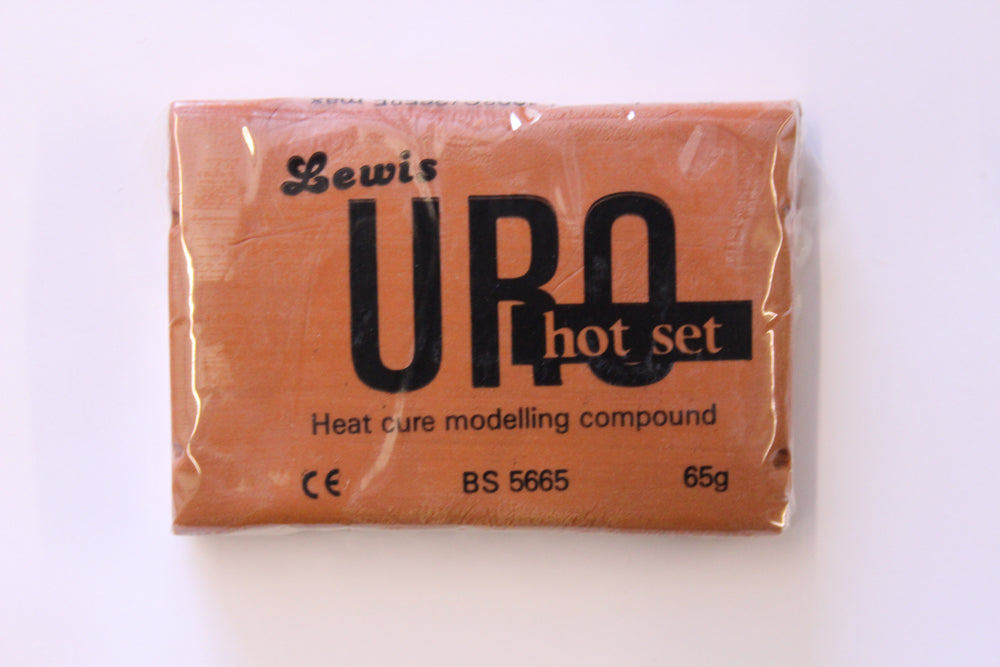 Lewis
URO
hot set
Heat cure modelling compound
CE BS 5665 65g